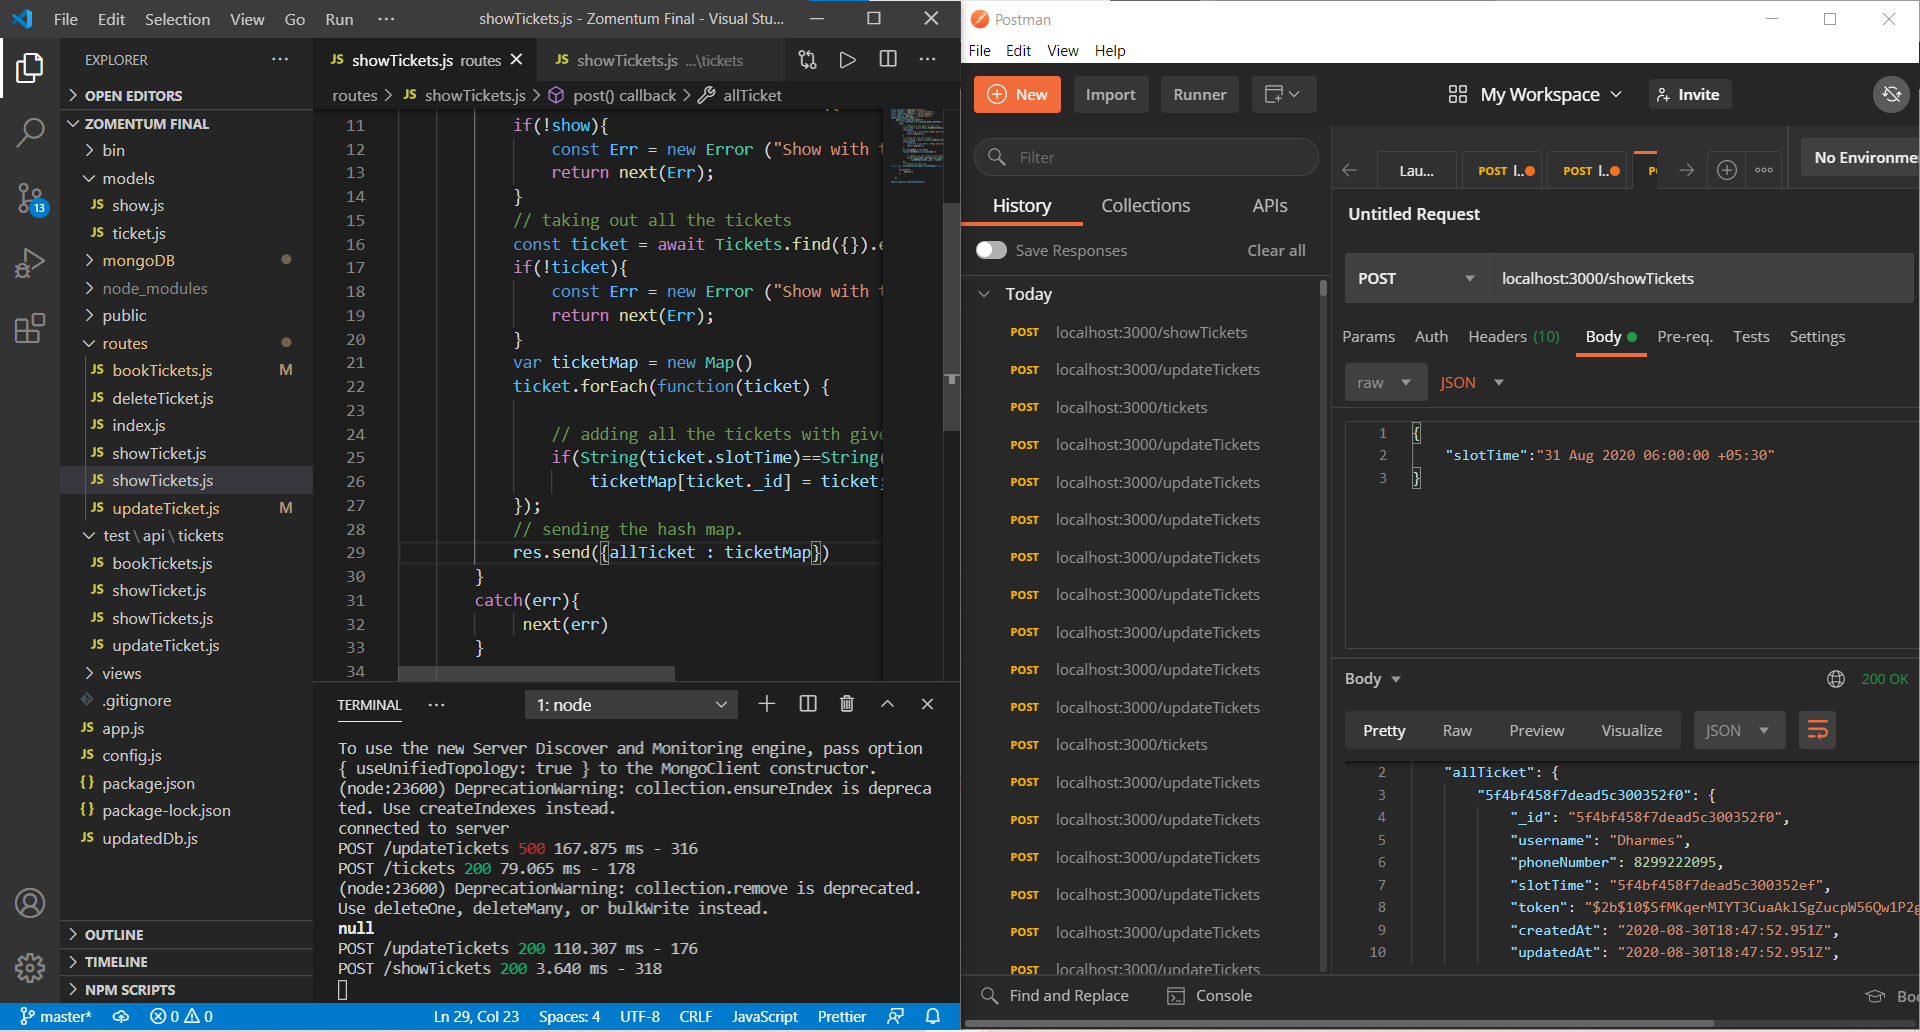 File Edit Selection View Go Run ··· showTickets.js - Zomentum Final - Visual Stu...
EXPLORER ···
OPEN EDITORS
ZOMENTUM FINAL
bin
models
JS show.js
JS ticket.js
mongoDB
node_modules
public
routes
JS bookTickets.js M
JS deleteTicket.js
JS index.js
JS showTicket.js
JS showTickets.js
JS updateTicket.js M
test\api\tickets
JS bookTickets.js
JS showTicket.js
JS showTickets.js
JS updateTicket.js
views
.gitignore
JS app.js
JS config.js
{} package.json
{} package-lock.json
JS updatedDb.js
OUTLINE
TIMELINE
NPM SCRIPTS
13
JS showTickets.js routes JS showTickets.js ...\tickets
routes > JS showTickets.js > post() callback > allTicket
11 if(!show){
12 const Err = new Error ("Show with t
13 return next(Err);
14 }
15 // taking out all the tickets
16 const ticket = await Tickets.find({}).e
17 if(!ticket){
18 const Err = new Error ("Show with t
19 return next(Err);
20 }
21 var ticketMap = new Map()
22 ticket.forEach(function(ticket) {
23
24 // adding all the tickets with give
25 if(String(ticket.slotTime)==String(
26 ticketMap[ticket._id] = ticket;
27 });
28 // sending the hash map.
29 res.send({allTicket : ticketMap})
30 }
31 catch(err){
32 next(err)
33 }
34
TERMINAL ··· 1: node
To use the new Server Discover and Monitoring engine, pass option
{ useUnifiedTopology: true } to the MongoClient constructor.
(node:23600) DeprecationWarning: collection.ensureIndex is depreca
ted. Use createIndexes instead.
connected to server
POST /updateTickets 500 167.875 ms - 316
POST /tickets 200 79.065 ms - 178
(node:23600) DeprecationWarning: collection.remove is deprecated.
Use deleteOne, deleteMany, or bulkWrite instead.
null
POST /updateTickets 200 110.307 ms - 176
POST /showTickets 200 3.640 ms - 318
master* 0 0 Ln 29, Col 23 Spaces: 4 UTF-8 CRLF JavaScript Prettier
Postman
File Edit View Help
New Import Runner My Workspace Invite
Filter
History Collections APIs
Save Responses Clear all
Today
POST localhost:3000/showTickets
POST localhost:3000/updateTickets
POST localhost:3000/tickets
POST localhost:3000/updateTickets
POST localhost:3000/updateTickets
POST localhost:3000/updateTickets
POST localhost:3000/updateTickets
POST localhost:3000/updateTickets
POST localhost:3000/updateTickets
POST localhost:3000/updateTickets
POST localhost:3000/updateTickets
POST localhost:3000/tickets
POST localhost:3000/updateTickets
POST localhost:3000/updateTickets
POST localhost:3000/updateTickets
POST localhost:3000/updateTickets
POST localhost:3000/updateTickets
POST localhost:3000/updateTickets
Lau... POST l.. POST l.. No Environme
Untitled Request
POST localhost:3000/showTickets
Params Auth Headers (10) Body Pre-req. Tests Settings
raw JSON
1 {
2 "slotTime":"31 Aug 2020 06:00:00 +05:30"
3 }
Body 200 OK
Pretty Raw Preview Visualize JSON
2 "allTicket": {
3 "5f4bf458f7dead5c300352f0": {
4 "_id": "5f4bf458f7dead5c300352f0",
5 "username": "Dharmes",
6 "phoneNumber": 8299222095,
7 "slotTime": "5f4bf458f7dead5c300352ef",
8 "token": "$2b$10$SfMKqerMIYT3CuaAklSgZucpW56Qw1P2g
9 "createdAt": "2020-08-30T18:47:52.951Z",
10 "updatedAt": "2020-08-30T18:47:52.951Z",
Find and Replace Console Boo